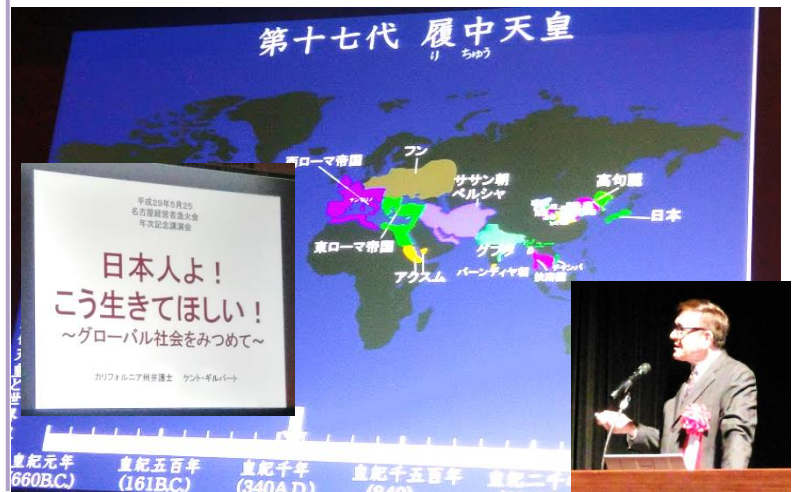 第十七代 履中天皇
り ちゅう
西ローマ帝国
フン
ササン朝
ペルシャ
高句麗
日本
東ローマ帝国
グプタ
アクスム
パーンディヤ朝
平成29年5月25
名古屋経営者漁火会
年次記念講演会
日本人よ!
こう生きてほしい!
~グローバル社会をみつめて~
カリフォルニア州弁護士 ケント・ギルバート
皇紀元年
(660B.C.)
皇紀五百年
(161B.C.)
皇紀千年
(340A.D.)
皇紀千五百年
皇紀二千